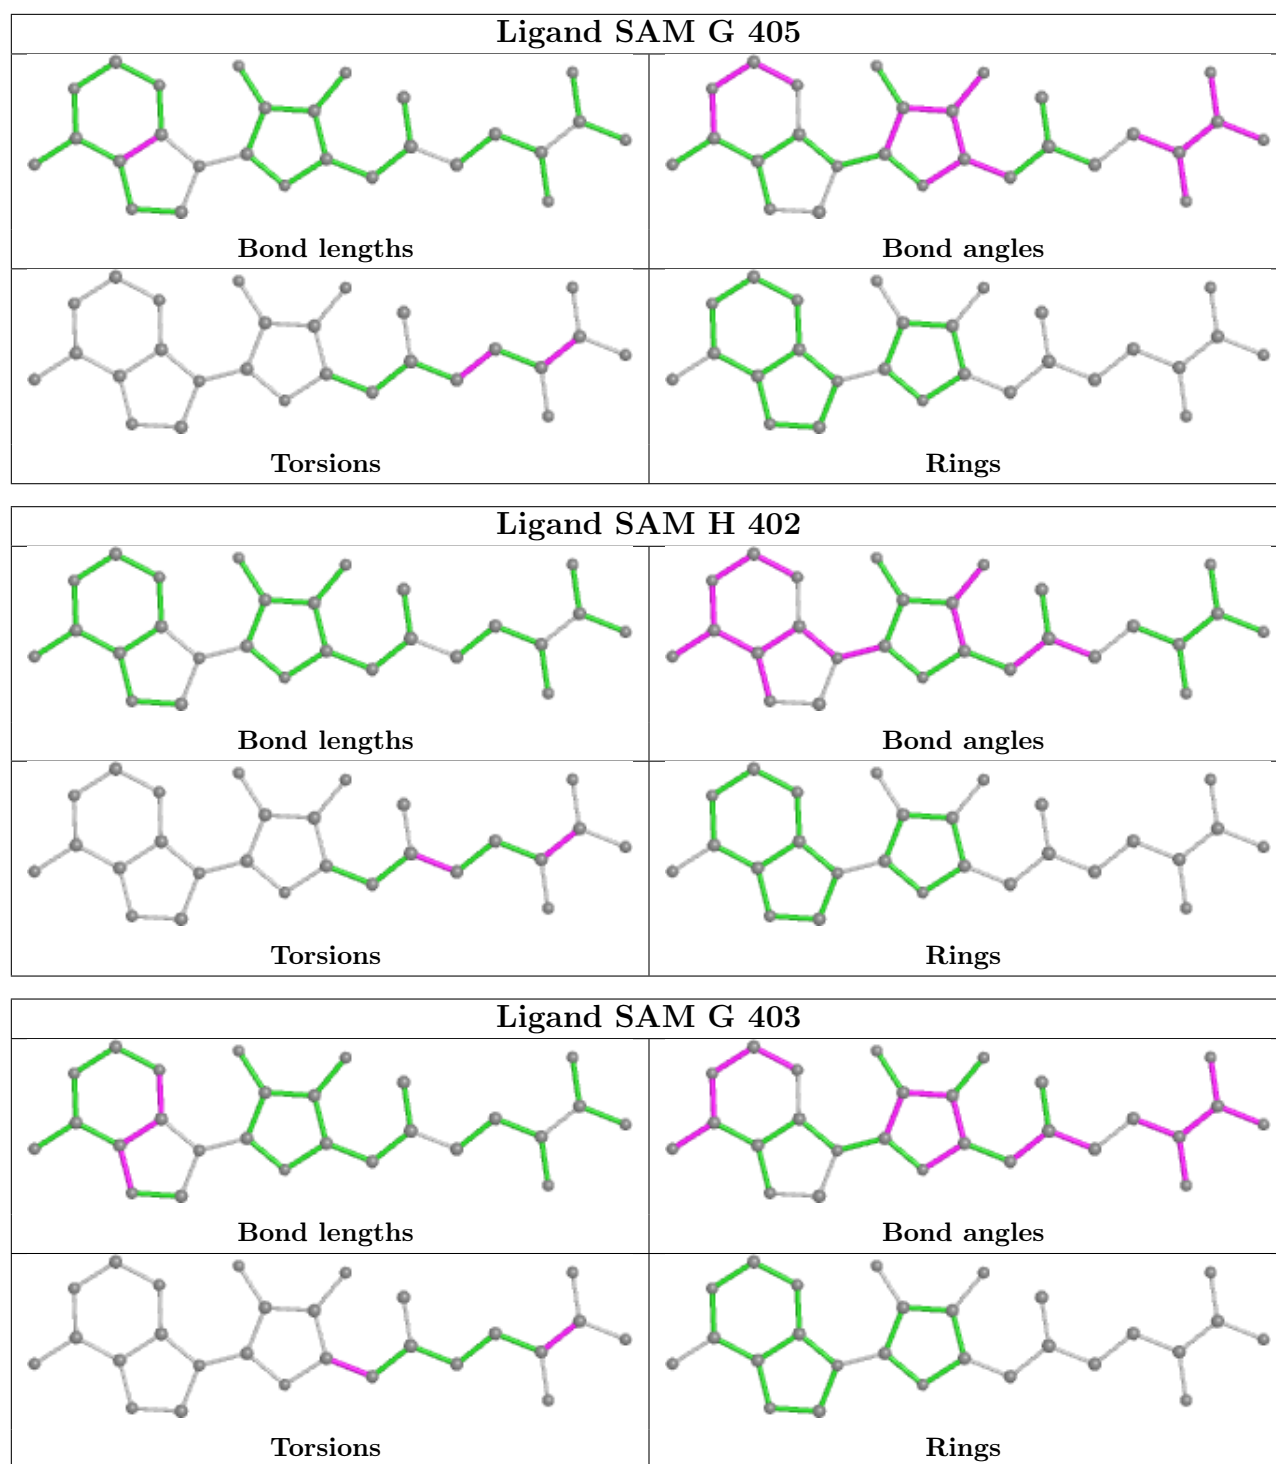 Ligand SAM G 405
Bond lengths
Bond angles
Torsions
Rings
Ligand SAM H 402
Bond lengths
Bond angles
Torsions
Rings
Ligand SAM G 403
Bond lengths
Bond angles
Torsions
Rings